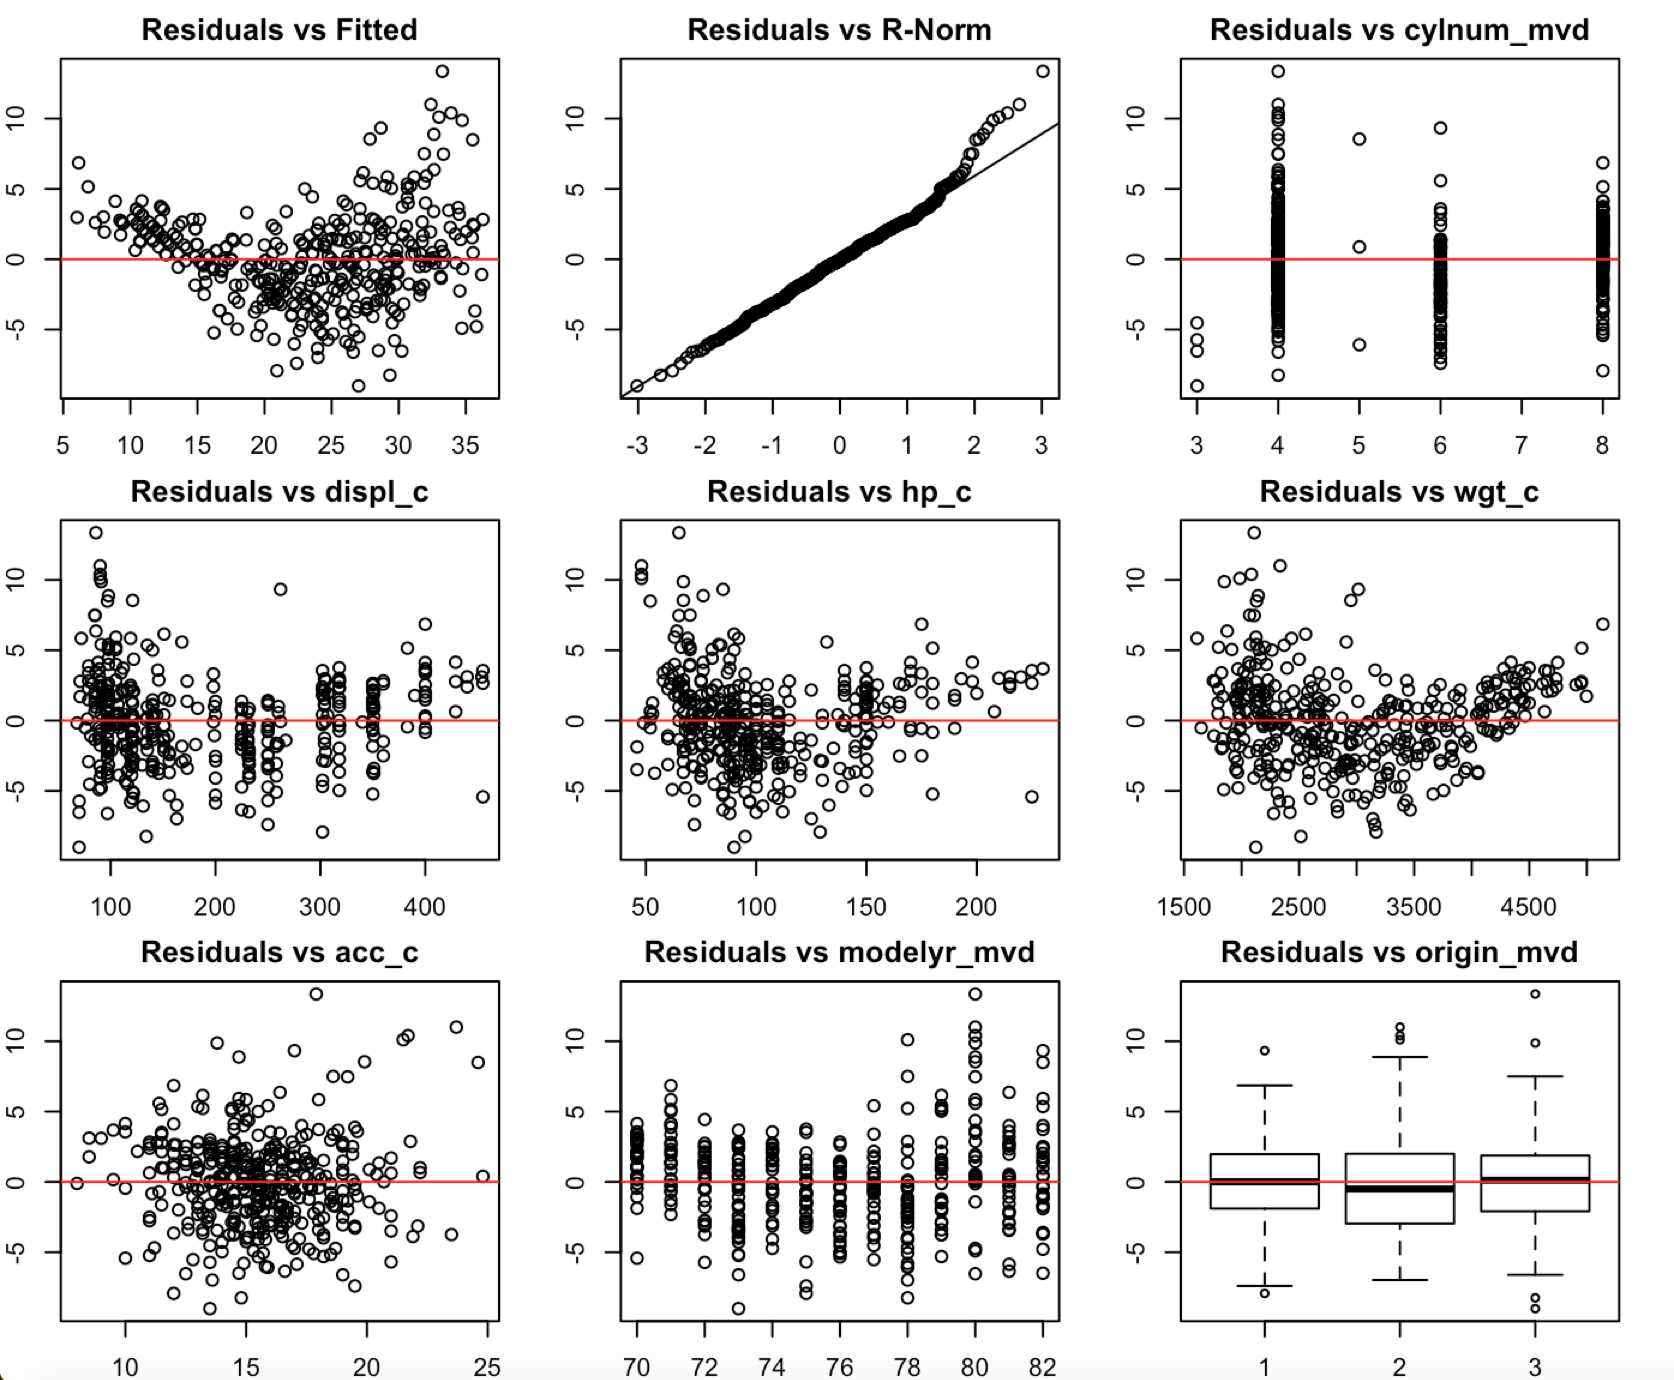 Residuals vs Fitted
10
5
0
-5
5 10 15 20 25 30 35
Residuals vs R-Norm
10
5
0
-5
-3 -2 -1 0 1 2 3
Residuals vs cylnum_mvd
10
5
0
-5
3 4 5 6 7 8
Residuals vs displ_c
10
5
0
-5
100 200 300 400
Residuals vs hp_c
10
5
0
-5
50 100 150 200
Residuals vs wgt_c
10
5
0
-5
1500 2500 3500 4500
Residuals vs acc_c
10
5
0
-5
10 15 20 25
Residuals vs modelyr_mvd
10
5
0
-5
70 72 74 76 78 80 82
Residuals vs origin_mvd
10
5
0
-5
1 2 3